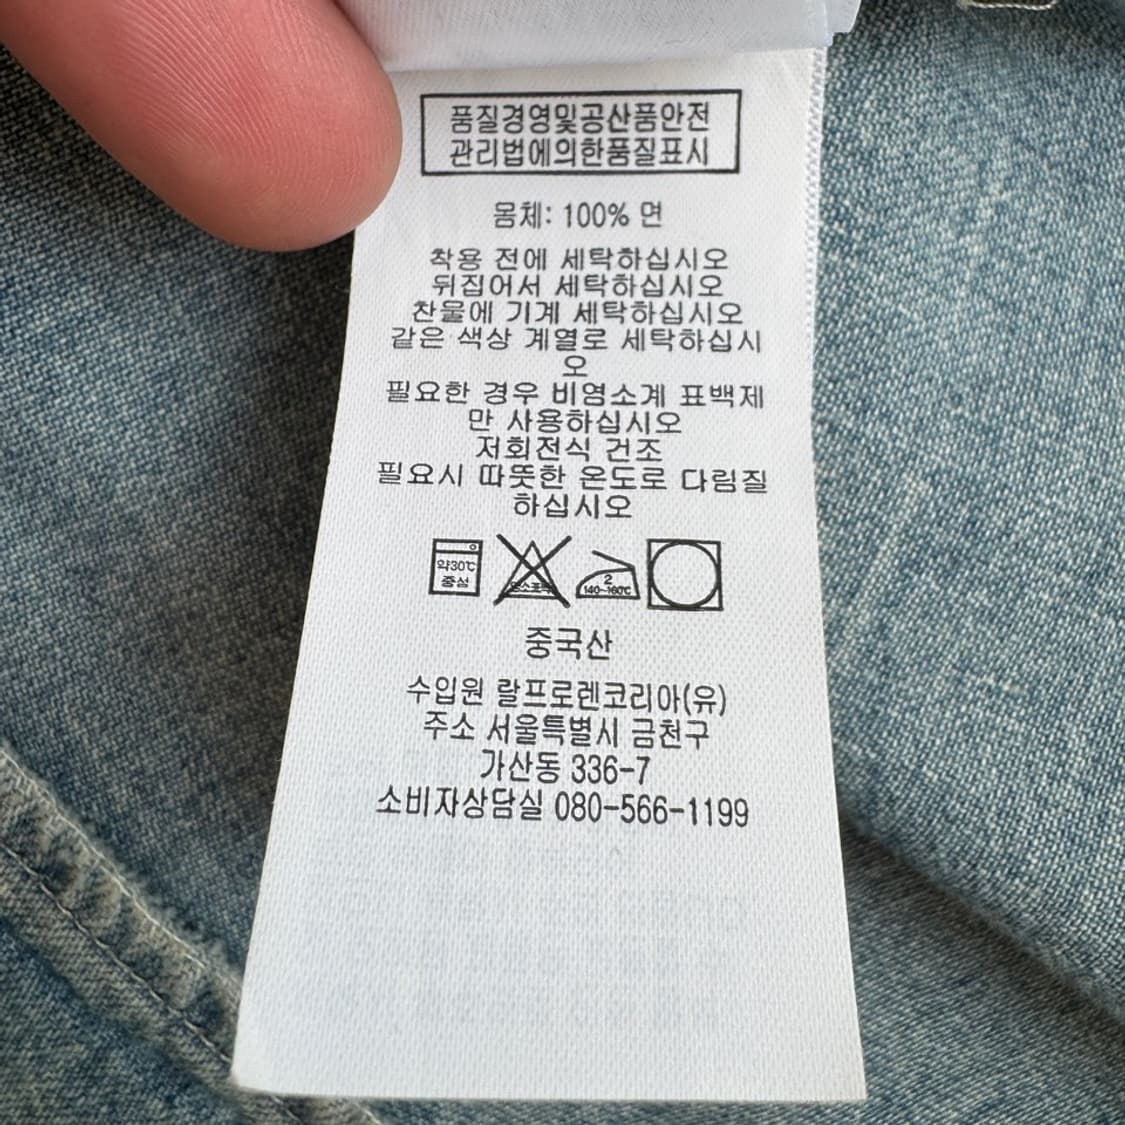 품질경영및공산품안전
관리법에의한품질표시
몸체: 100% 면
착용 전에 세탁하십시오
뒤집어서 세탁하십시오
찬물에 기계 세탁하십시오
같은 색상 계열로 세탁하십시
오
필요한 경우 비염소계 표백제
만 사용하십시오
저회전식 건조
필요시 따뜻한 온도로 다림질
하십시오
약30℃
중성
2
140~160℃
중국산
수입원 랄프로렌코리아(유)
주소 서울특별시 금천구
가산동 336-7
소비자상담실 080-566-1199